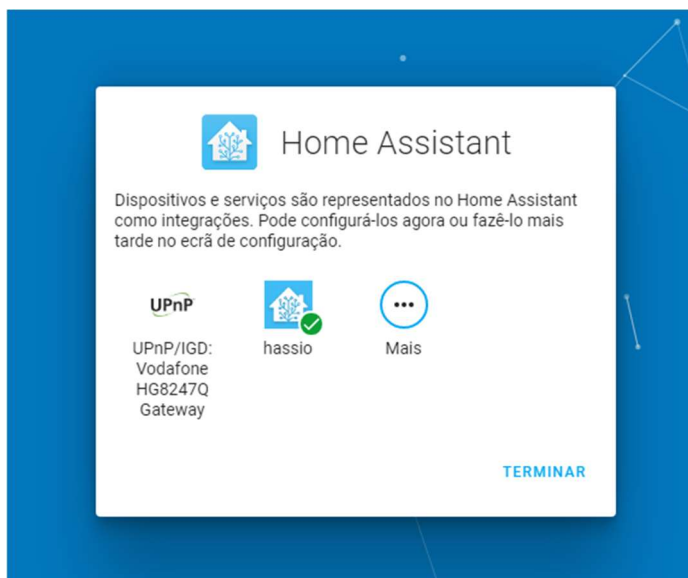 Home Assistant
Dispositivos e serviços são representados no Home Assistant
como integrações. Pode configurá-los agora ou fazê-lo mais
tarde no ecrã de configuração.
UPnP
UPnP/IGD:
Vodafone
HG8247Q
Gateway
hassio
Mais
TERMINAR